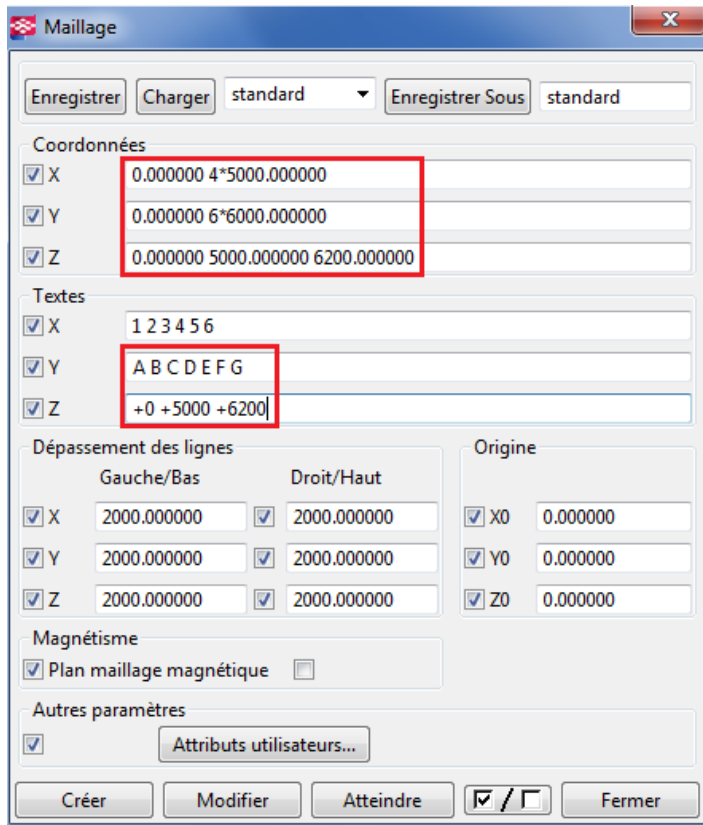 Maillage
Enregistrer Charger standard Enregistrer Sous standard
Coordonnées
X 0.000000 4*5000.000000
Y 0.000000 6*6000.000000
Z 0.000000 5000.000000 6200.000000
Textes
X 1 2 3 4 5 6
Y A B C D E F G
Z +0 +5000 +6200
Dépassement des lignes Origine
Gauche/Bas Droit/Haut
X 2000.000000 2000.000000 X0 0.000000
Y 2000.000000 2000.000000 Y0 0.000000
Z 2000.000000 2000.000000 Z0 0.000000
Magnétisme
Plan maillage magnétique
Autres paramètres
Attributs utilisateurs...
Créer Modifier Atteindre / Fermer